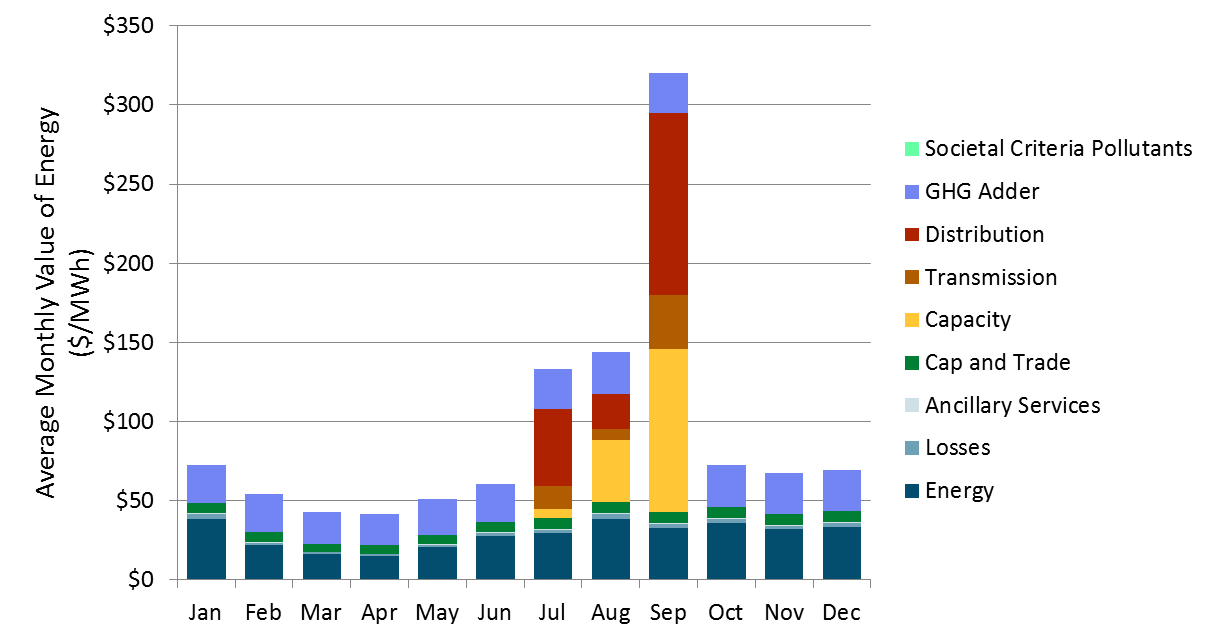 Average Monthly Value of Energy
($/MWh)
$350
$300
$250
$200
$150
$100
$50
$0
Jan Feb Mar Apr May Jun Jul Aug Sep Oct Nov Dec
Societal Criteria Pollutants
GHG Adder
Distribution
Transmission
Capacity
Cap and Trade
Ancillary Services
Losses
Energy